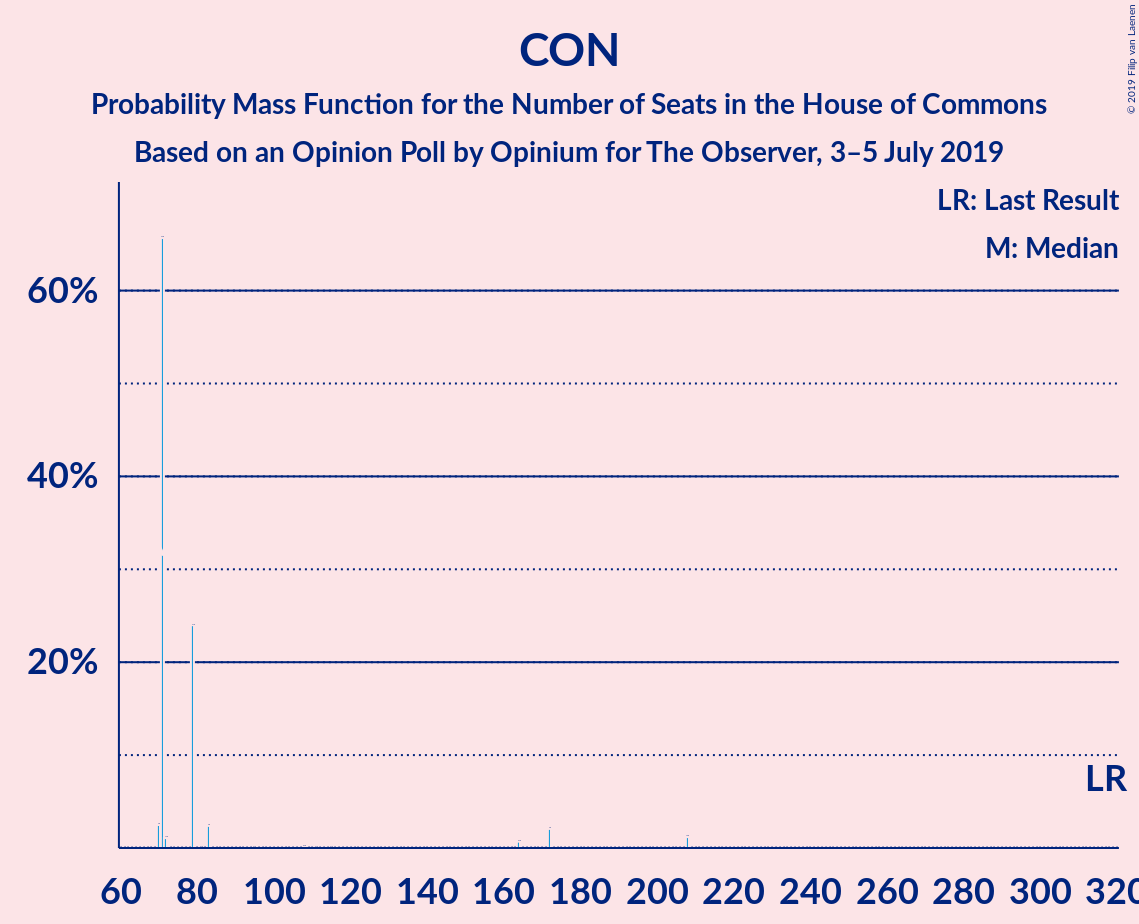 CON
Probability Mass Function for the Number of Seats in the House of Commons
Based on an Opinion Poll by Opinium for The Observer, 3–5 July 2019
© 2019 Filip van Laenen
LR: Last Result
M: Median
60%
40%
20%
LR
60 80 100 120 140 160 180 200 220 240 260 280 300 320